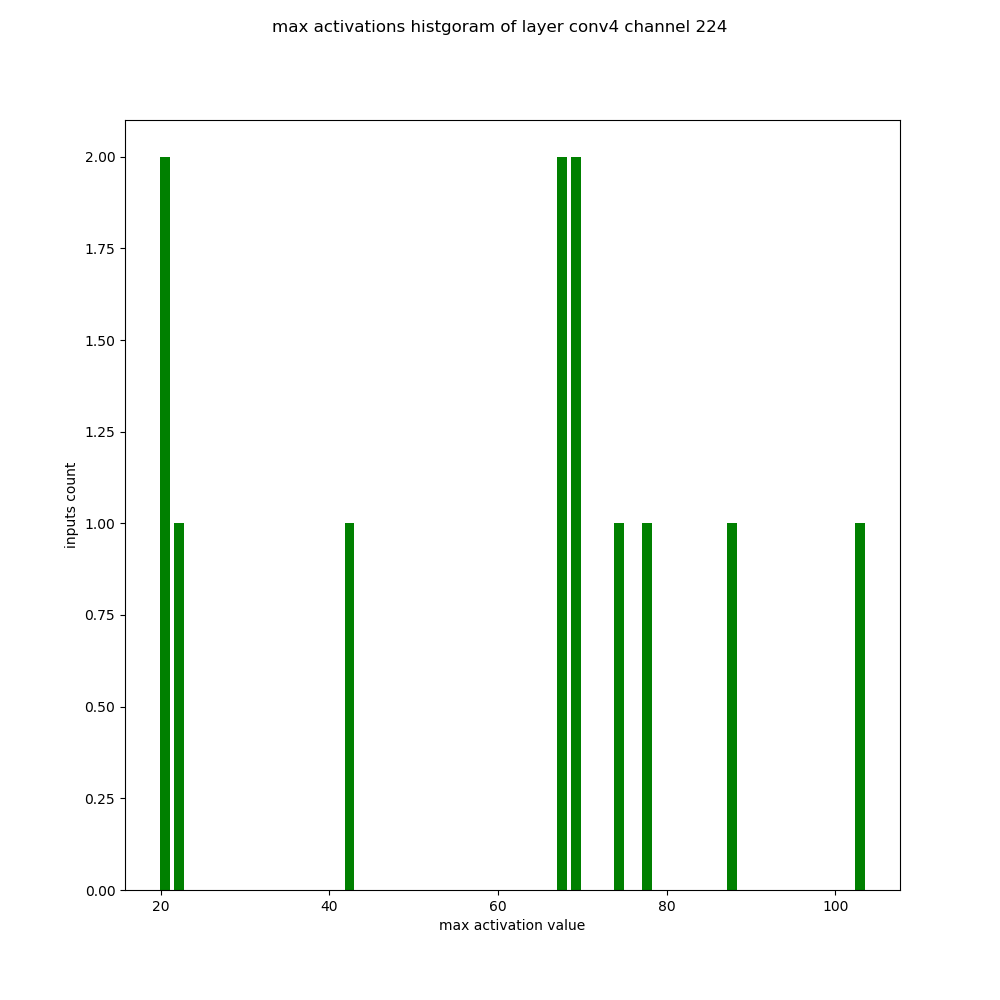 max activations histgoram of layer conv4 channel 224
2.00
1.75
1.50
1.25
1.00
0.75
0.50
0.25
0.00
inputs count
20 40 60 80 100
max activation value